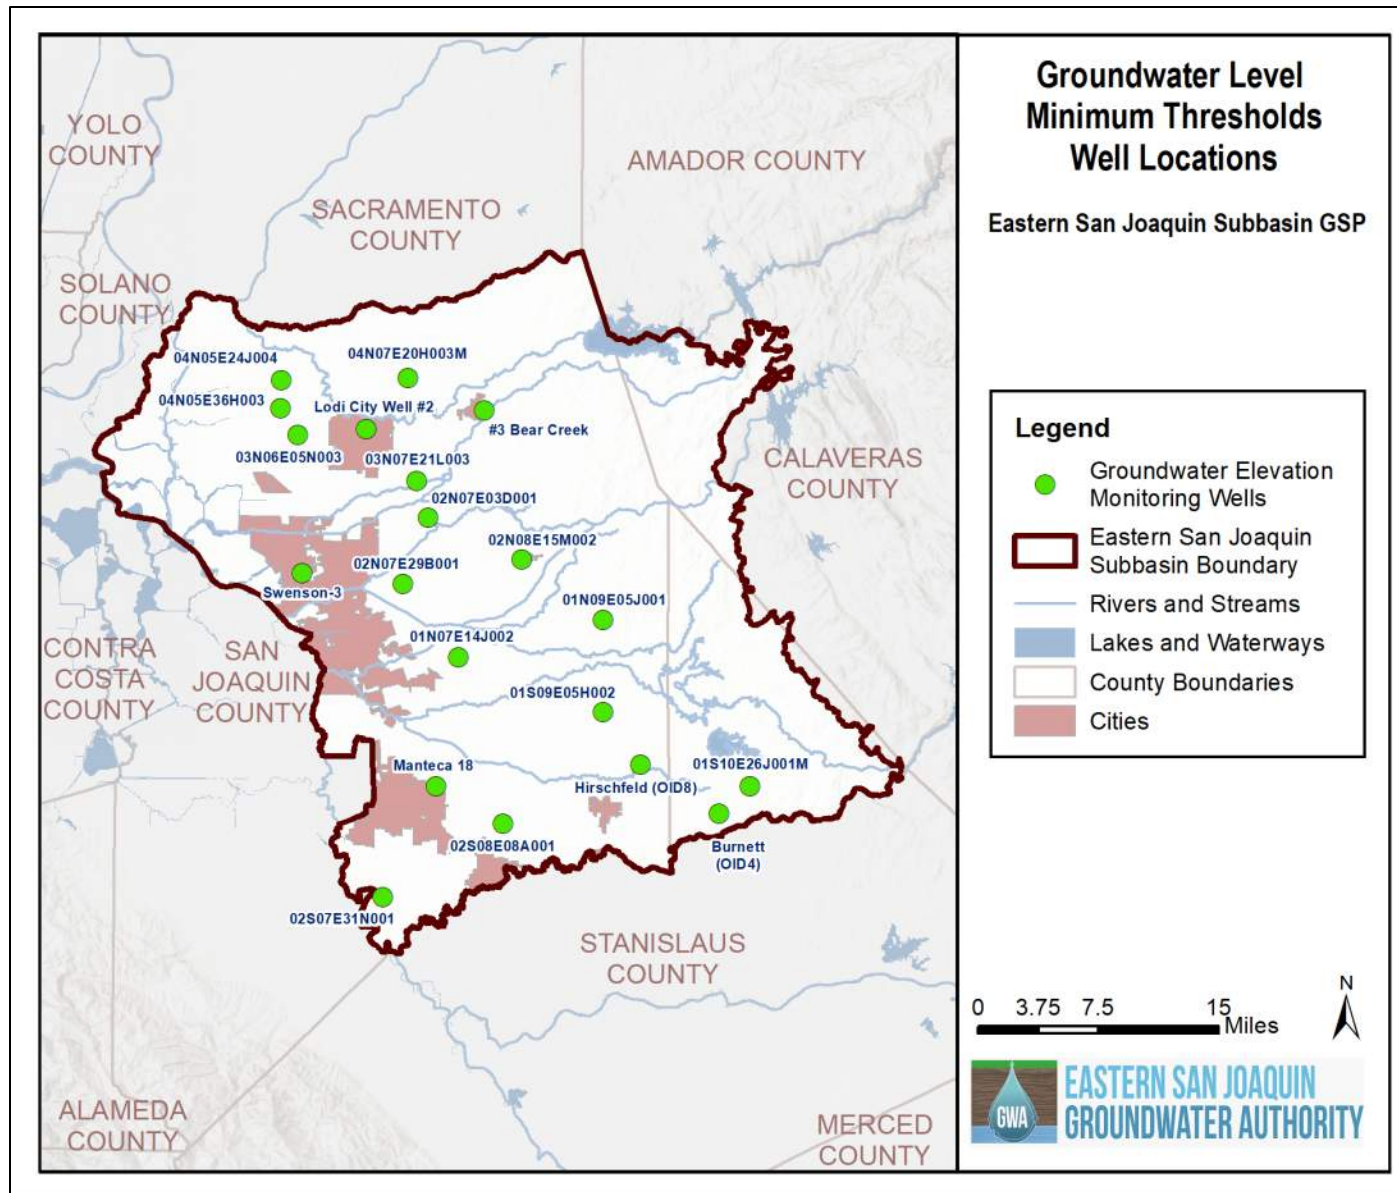 Groundwater Level
Minimum Thresholds
Well Locations
Eastern San Joaquin Subbasin GSP
YOLO
COUNTY
AMADOR COUNTY
SACRAMENTO
COUNTY
SOLANO
COUNTY
04N05E24J004
04N07E20H003M
04N05E36H003
Lodi City Well #2
#3 Bear Creek
03N06E05N003
03N07E21L003
CALAVERAS
COUNTY
02N07E03D001
02N08E15M002
02N07E29B001
Swenson-3
01N09E05J001
01N07E14J002
CONTRA
COSTA
COUNTY
SAN
JOAQUIN
COUNTY
01S09E05H002
Manteca 18
Hirschfeld (OID8)
01S10E26J001M
02S08E08A001
Burnett
(OID4)
02S07E31N001
STANISLAUS
COUNTY
ALAMEDA
COUNTY
MERCED
COUNTY
Legend
Groundwater Elevation
Monitoring Wells
Eastern San Joaquin
Subbasin Boundary
Rivers and Streams
Lakes and Waterways
County Boundaries
Cities
N
0 3.75 7.5 15
Miles
GWA
EASTERN SAN JOAQUIN
GROUNDWATER AUTHORITY